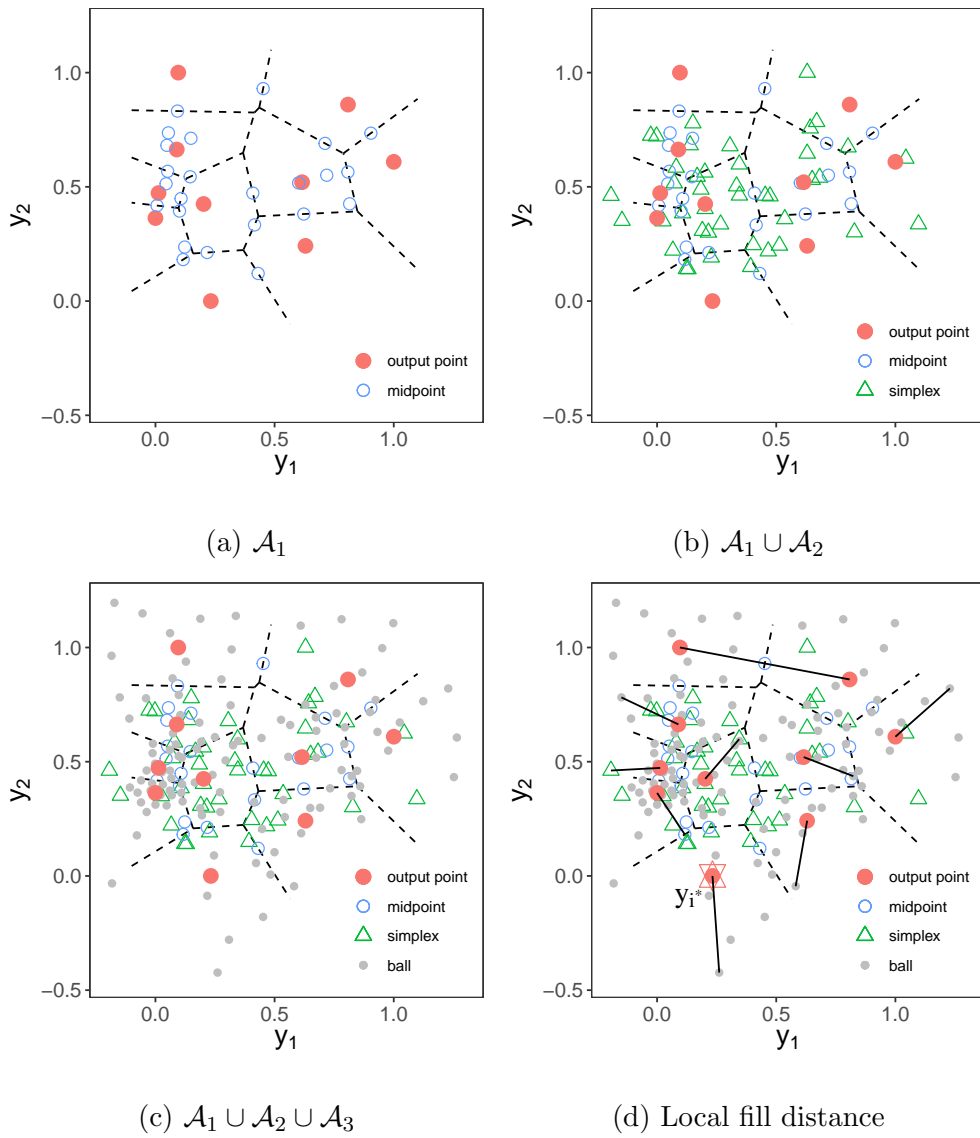 y₂
1.0
0.5
0.0
−0.5
output point
midpoint
0.0 0.5 1.0
y₁
(a) 𝒜₁
y₂
1.0
0.5
0.0
−0.5
output point
midpoint
simplex
0.0 0.5 1.0
y₁
(b) 𝒜₁ ∪ 𝒜₂
y₂
1.0
0.5
0.0
−0.5
output point
midpoint
simplex
ball
0.0 0.5 1.0
y₁
(c) 𝒜₁ ∪ 𝒜₂ ∪ 𝒜₃
y₂
1.0
0.5
0.0
−0.5
y_{i*}
output point
midpoint
simplex
ball
0.0 0.5 1.0
y₁
(d) Local fill distance